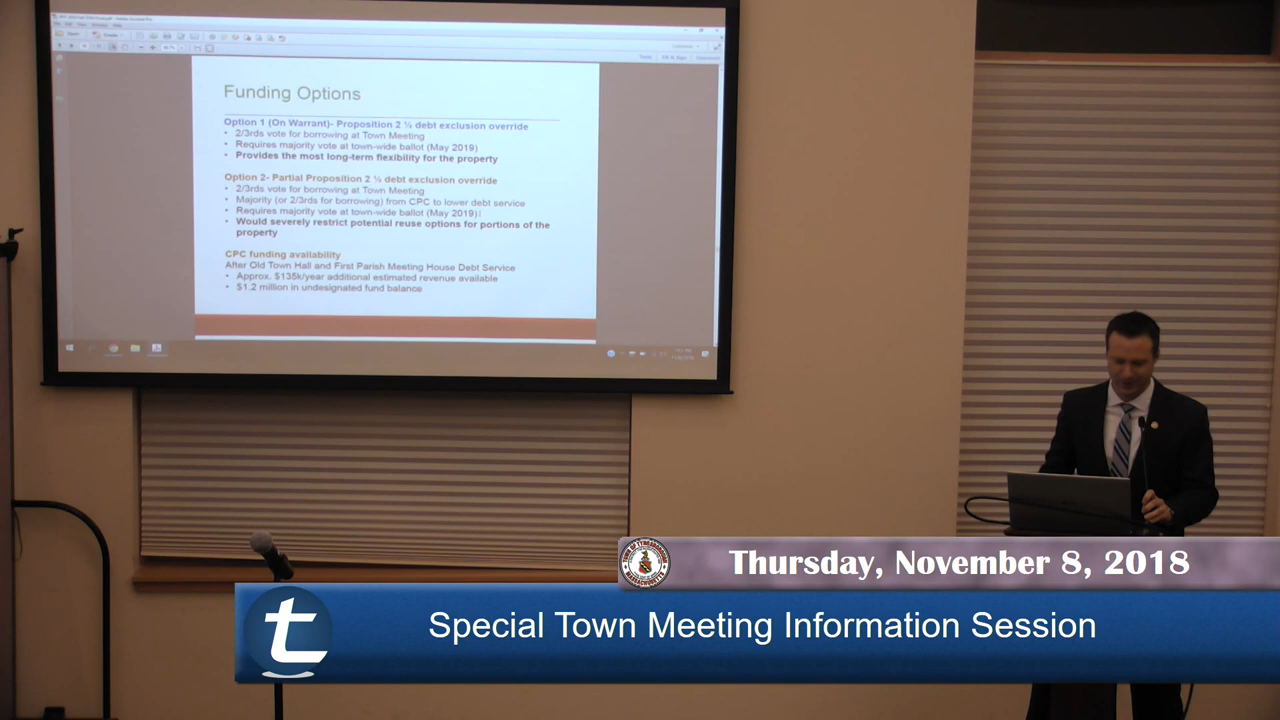 Funding Options
Option 1 (On Warrant)- Proposition 2 ½ debt exclusion override
• 2/3rds vote for borrowing at Town Meeting
• Requires majority vote at town-wide ballot (May 2019)
• Provides the most long-term flexibility for the property
Option 2- Partial Proposition 2 ½ debt exclusion override
• 2/3rds vote for borrowing at Town Meeting
• Majority (or 2/3rds for borrowing) from CPC to lower debt service
• Requires majority vote at town-wide ballot (May 2019)
• Would severely restrict potential reuse options for portions of the
property
CPC funding availability
After Old Town Hall and First Parish Meeting House Debt Service
• Approx. $135k/year additional estimated revenue available
• $1.2 million in undesignated fund balance
Thursday, November 8, 2018
t
Special Town Meeting Information Session